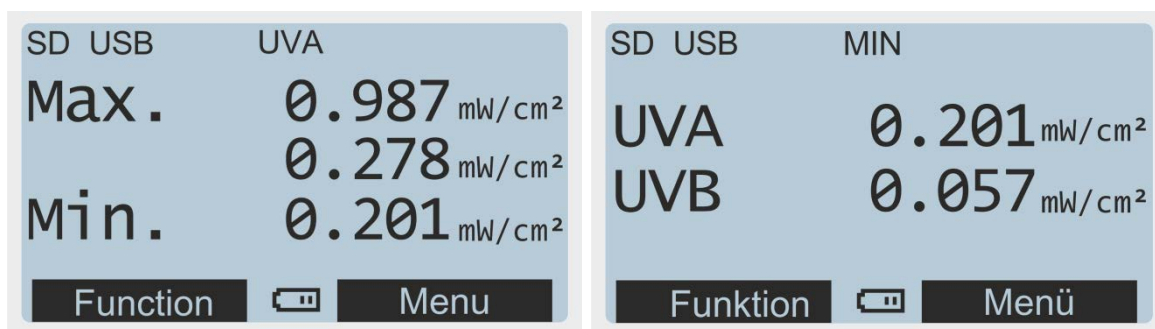 SD USB UVA
Max. 0.987 mW/cm²
0.278 mW/cm²
Min. 0.201 mW/cm²
Function Menu
SD USB MIN
UVA 0.201 mW/cm²
UVB 0.057 mW/cm²
Funktion Menü